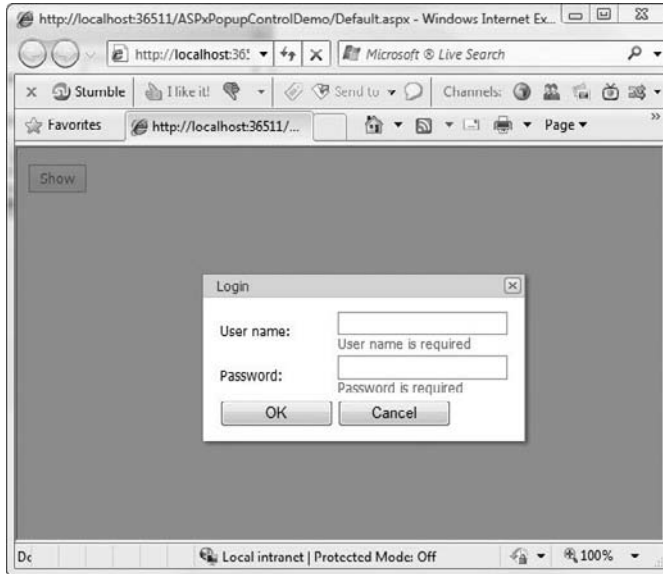 http://localhost:36511/ASPxPopupControlDemo/Default.aspx - Windows Internet Ex...
http://localhost:365
Microsoft ® Live Search
Stumble I like it! Send to Channels:
Favorites http://localhost:36511/... Page
Show
Login
User name:
User name is required
Password:
Password is required
OK Cancel
Local intranet | Protected Mode: Off 100%